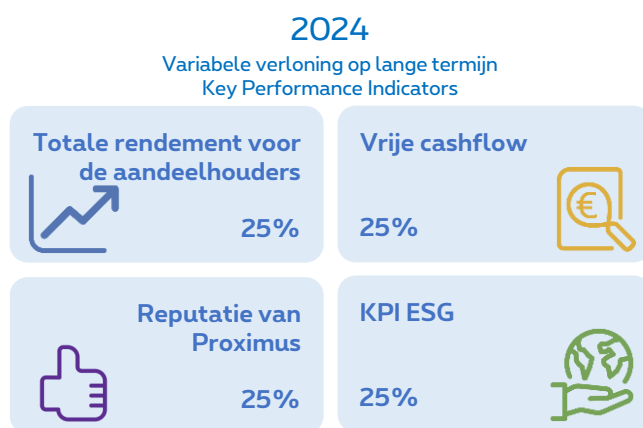 2024
Variabele verloning op lange termijn
Key Performance Indicators
Totale rendement voor
de aandeelhouders
25%
Vrije cashflow
€
25%
Reputatie van
Proximus
25%
KPI ESG
25%